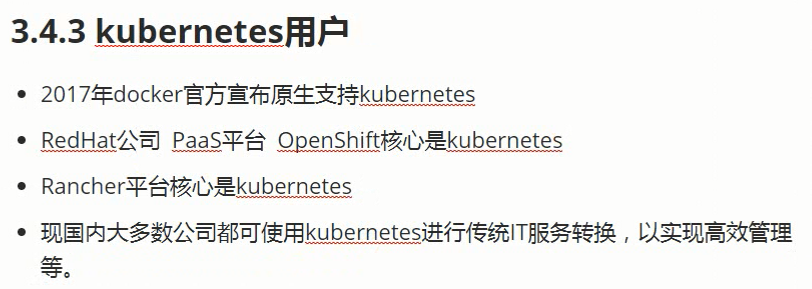 3.4.3 kubernetes用户
• 2017年docker官方宣布原生支持kubernetes
• RedHat公司 PaaS平台 OpenShift核心是kubernetes
• Rancher平台核心是kubernetes
• 现国内大多数公司都可使用kubernetes进行传统IT服务转换，以实现高效管理
等。